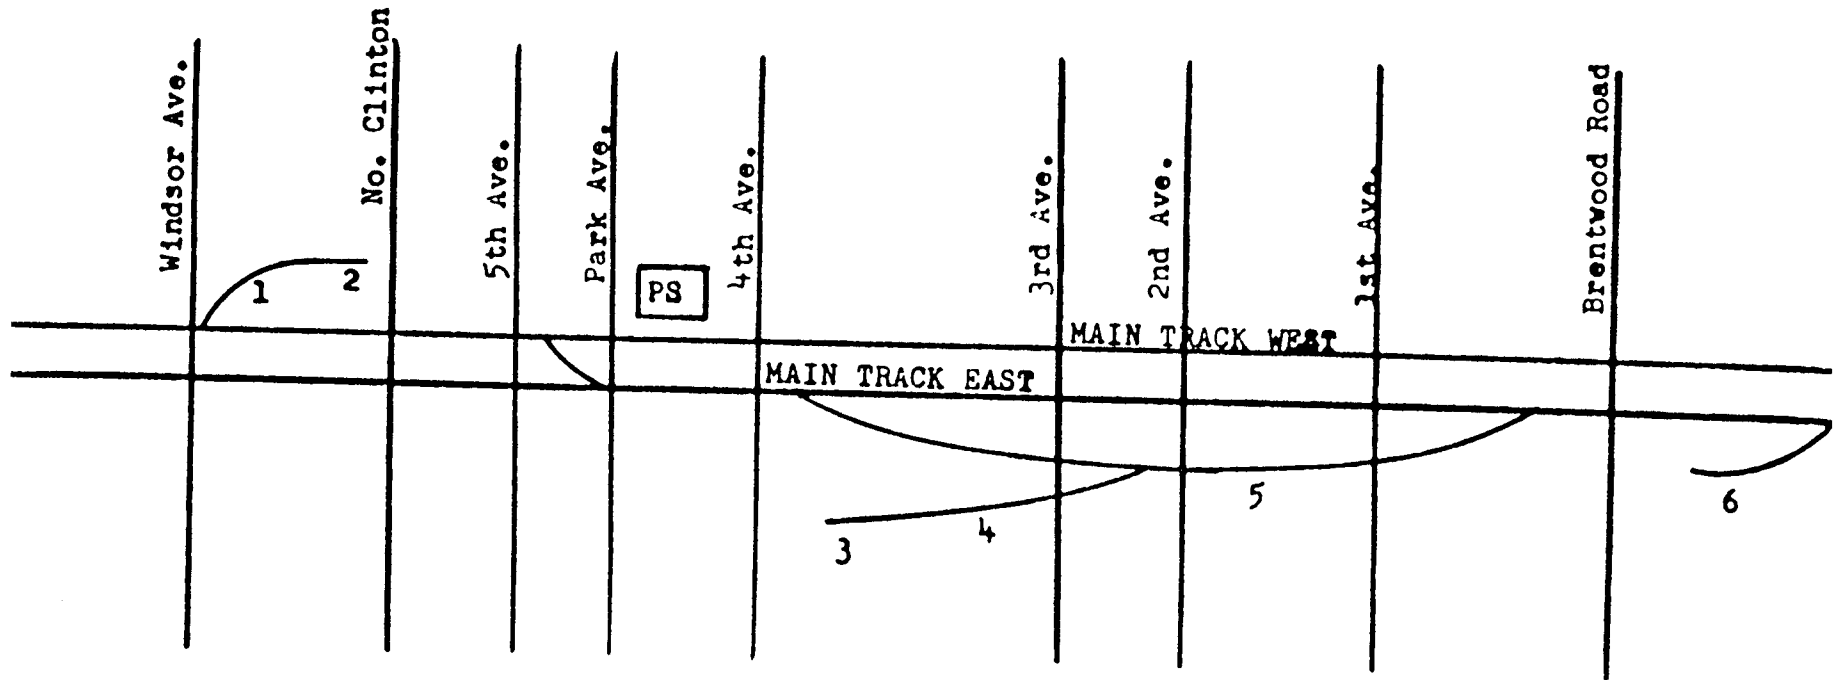 Windsor Ave.
No. Clinton
5th Ave.
Park Ave.
4th Ave.
3rd Ave.
2nd Ave.
1st Ave.
Brentwood Road
1
2
PS
MAIN TRACK WEST
MAIN TRACK EAST
3
4
5
6